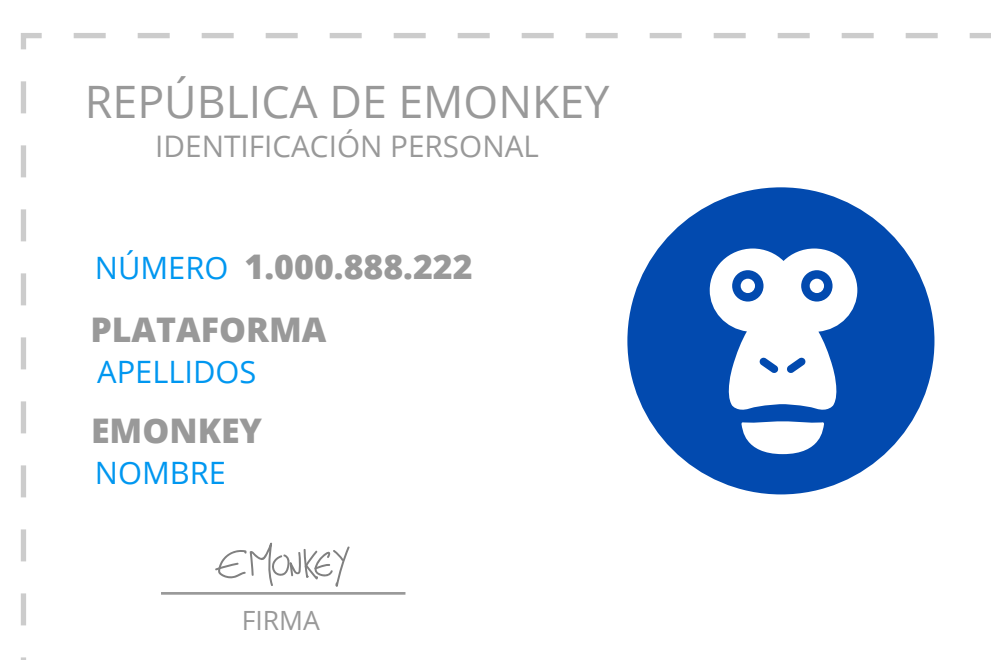 REPÚBLICA DE EMONKEY
IDENTIFICACIÓN PERSONAL
NÚMERO 1.000.888.222
PLATAFORMA
APELLIDOS
EMONKEY
NOMBRE
EMONKEY
FIRMA